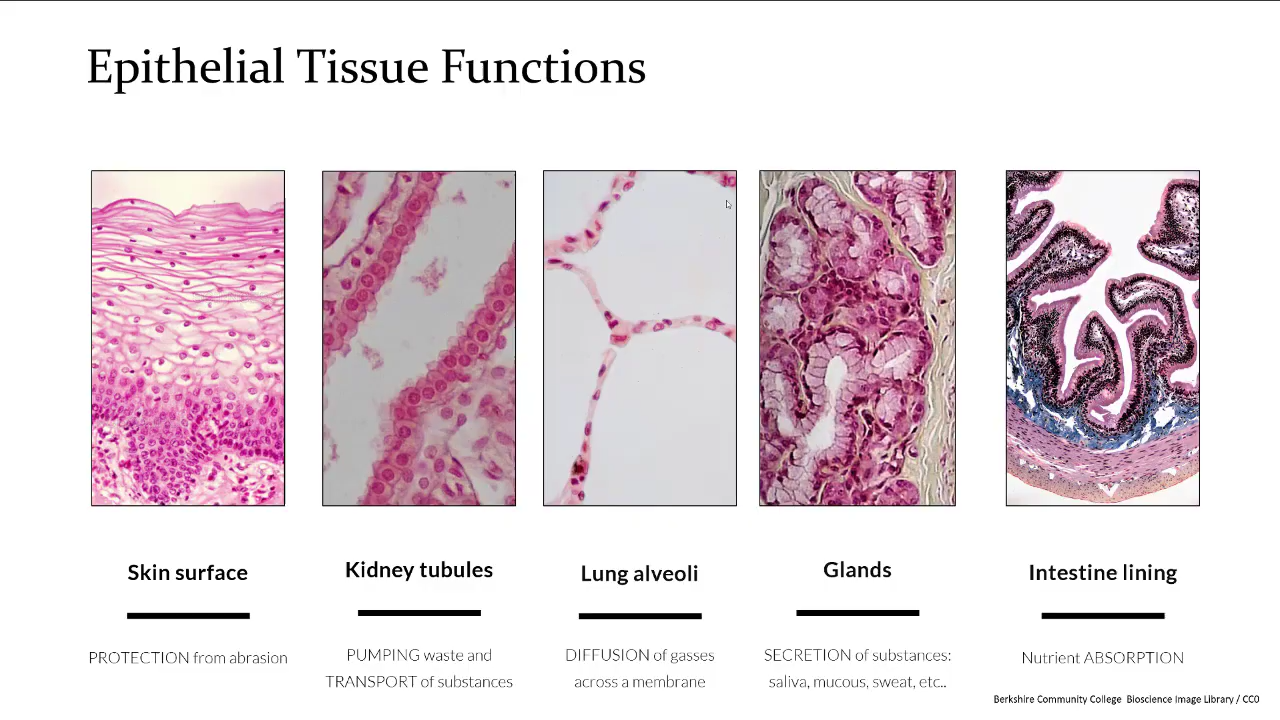 Epithelial Tissue Functions
Skin surface
PROTECTION from abrasion
Kidney tubules
PUMPING waste and
TRANSPORT of substances
Lung alveoli
DIFFUSION of gasses
across a membrane
Glands
SECRETION of substances:
saliva, mucous, sweat, etc..
Intestine lining
Nutrient ABSORPTION
Berkshire Community College Bioscience Image Library / CC0